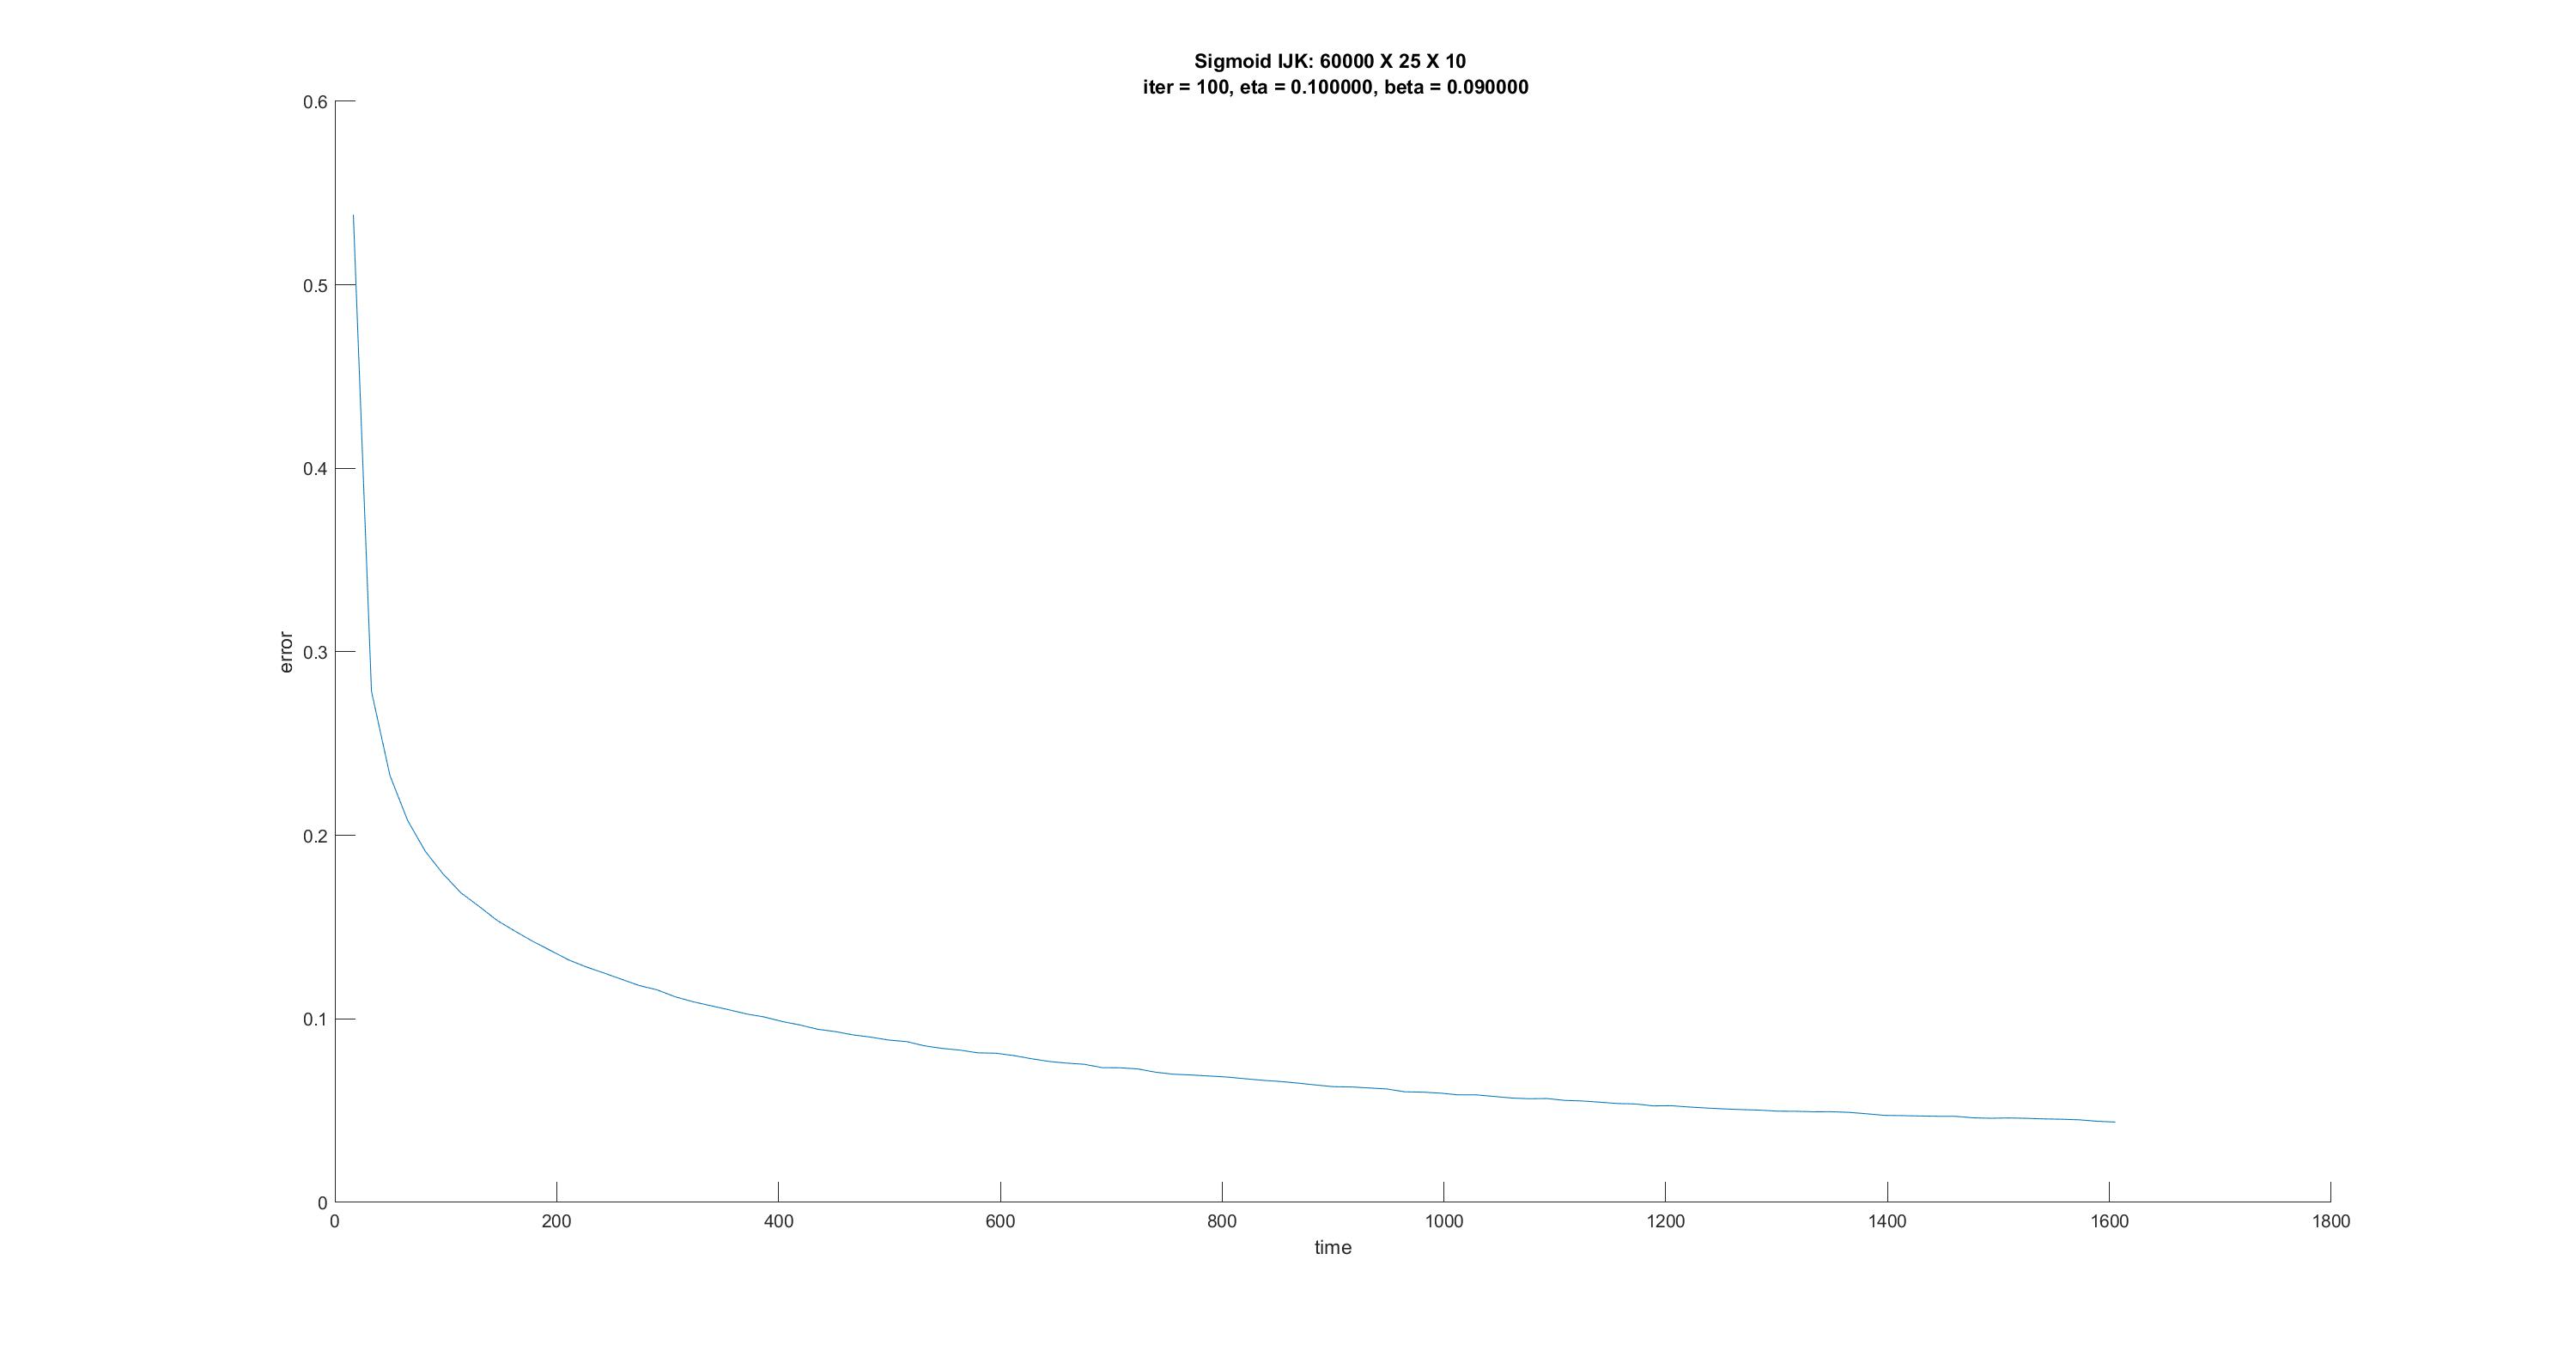 Sigmoid IJK: 60000 X 25 X 10
iter = 100, eta = 0.100000, beta = 0.090000
0.6
0.5
0.4
0.3
0.2
0.1
0
error
0 200 400 600 800 1000 1200 1400 1600 1800
time